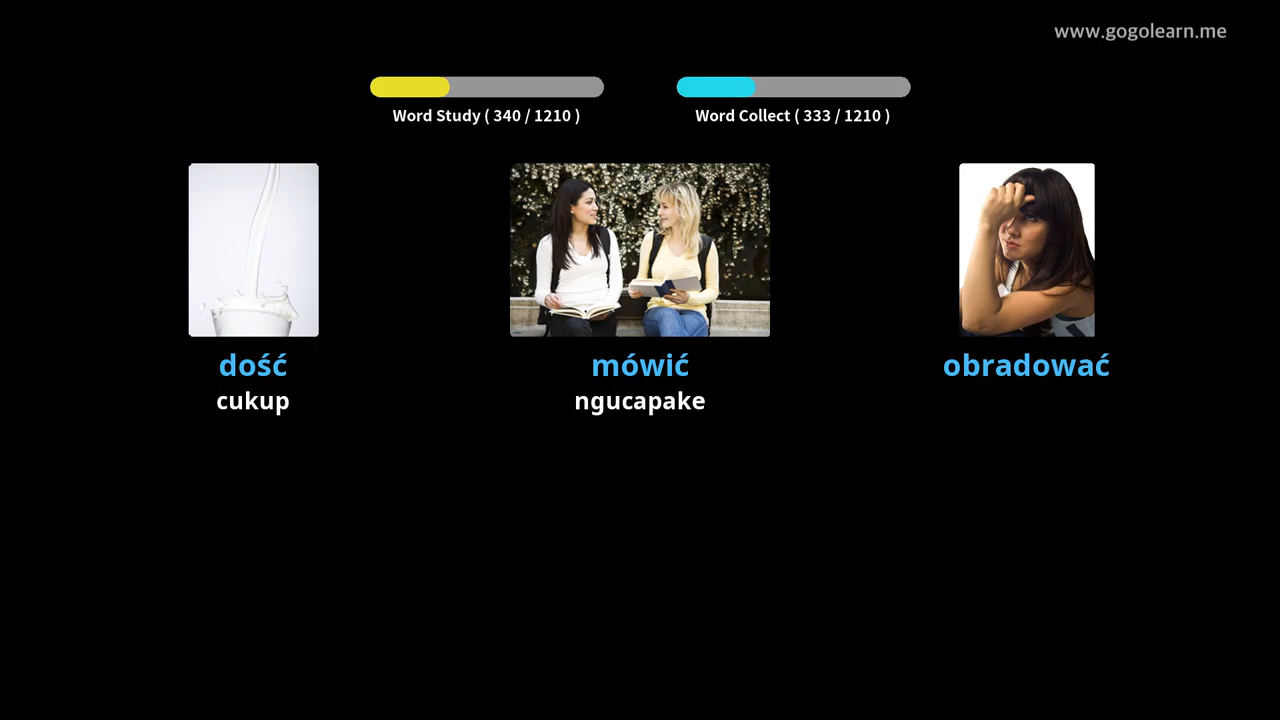 www.gogolearn.me
Word Study ( 340 / 1210 )
Word Collect ( 333 / 1210 )
dość
cukup
mówić
ngucapake
obradować